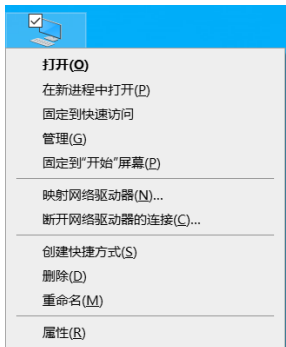 打开(O)
在新进程中打开(P)
固定到快速访问
管理(G)
固定到"开始"屏幕(P)
映射网络驱动器(N)...
断开网络驱动器的连接(C)...
创建快捷方式(S)
删除(D)
重命名(M)
属性(R)